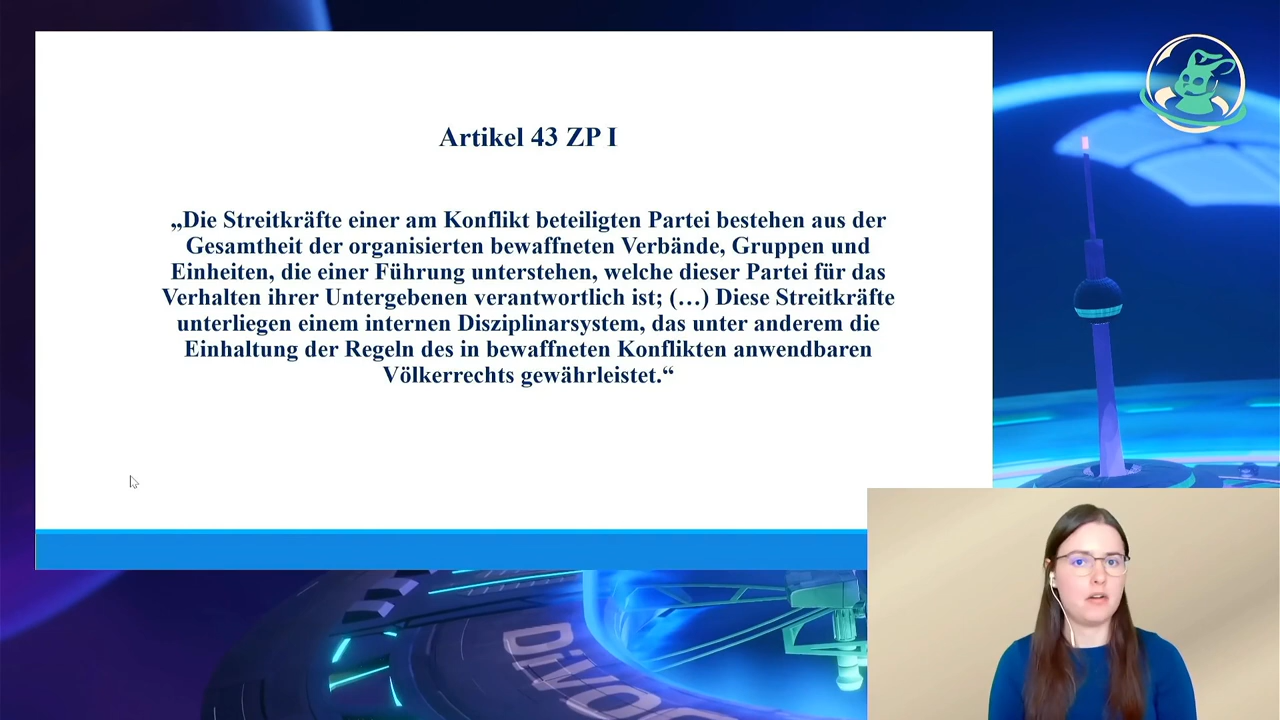 Artikel 43 ZP I
„Die Streitkräfte einer am Konflikt beteiligten Partei bestehen aus der
Gesamtheit der organisierten bewaffneten Verbände, Gruppen und
Einheiten, die einer Führung unterstehen, welche dieser Partei für das
Verhalten ihrer Untergebenen verantwortlich ist; (…) Diese Streitkräfte
unterliegen einem internen Disziplinarsystem, das unter anderem die
Einhaltung der Regeln des in bewaffneten Konflikten anwendbaren
Völkerrechts gewährleistet.“